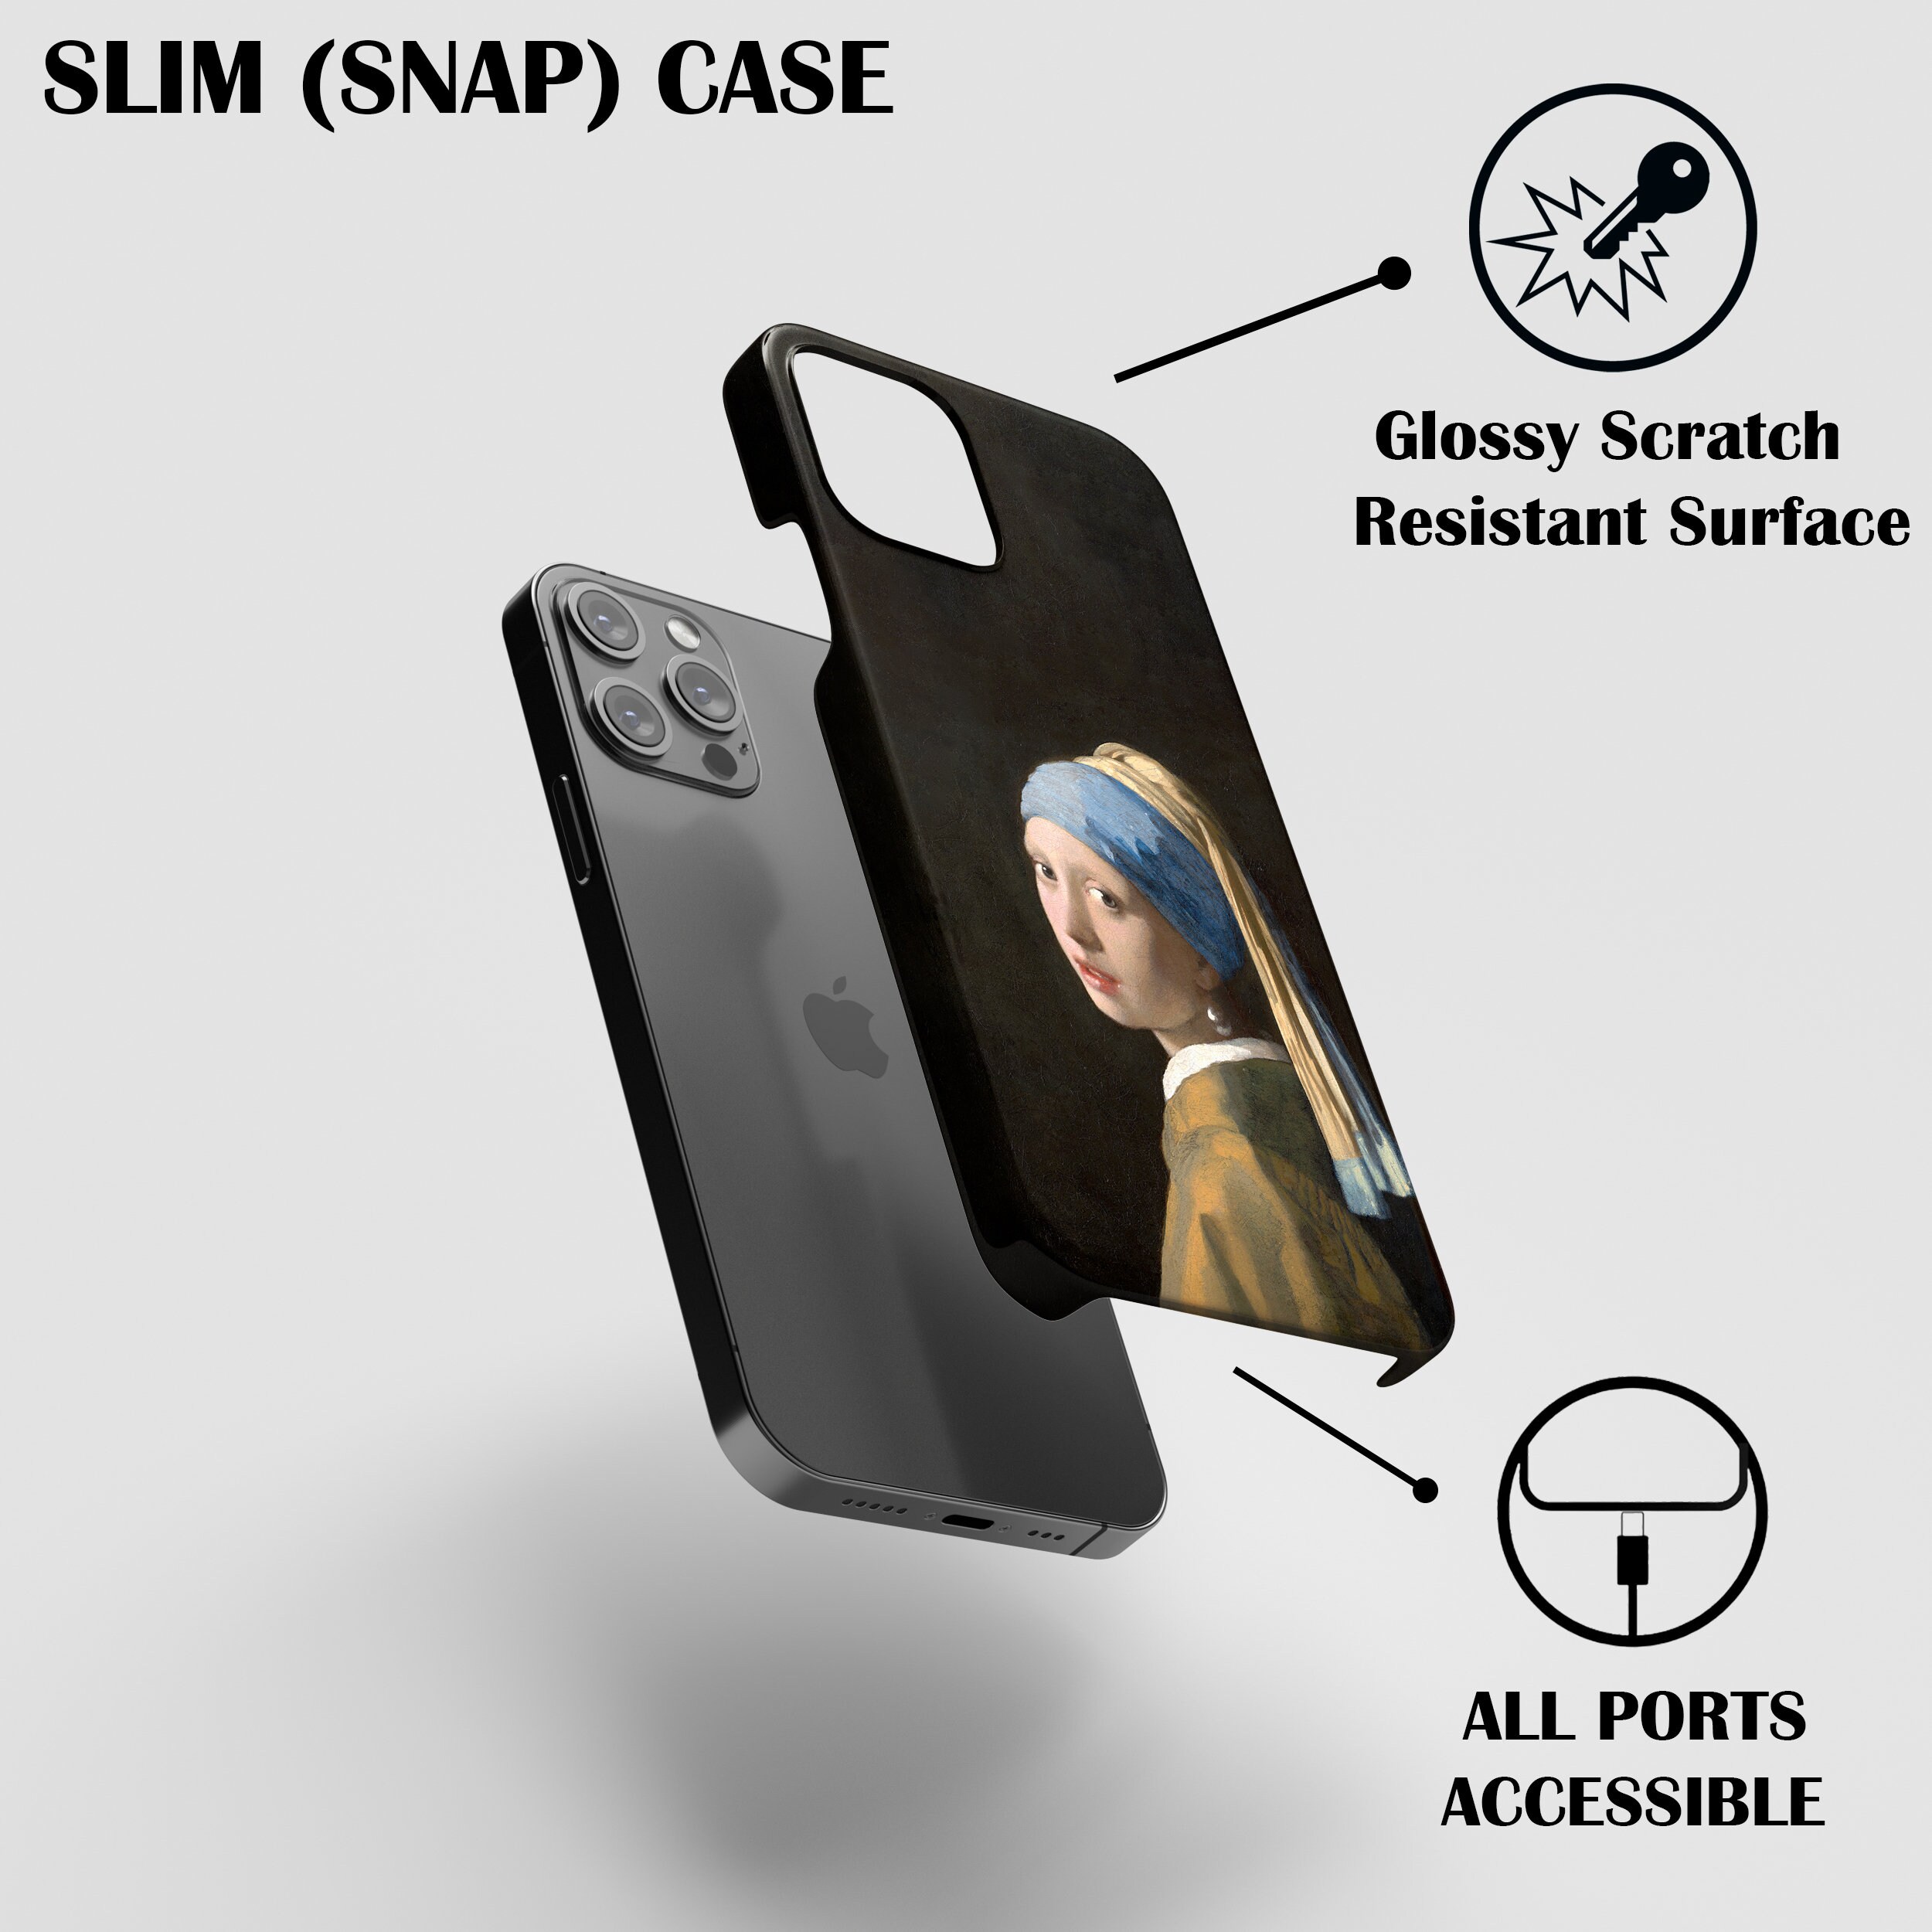 SLIM (SNAP) CASE
Glossy Scratch
Resistant Surface
ALL PORTS
ACCESSIBLE